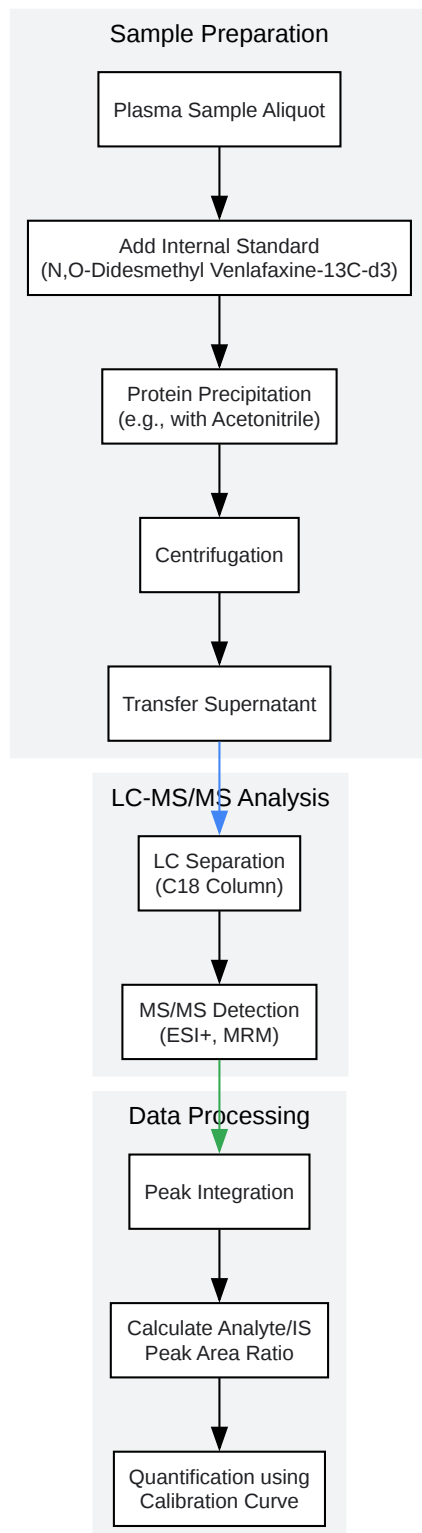 Sample Preparation
Plasma Sample Aliquot
Add Internal Standard
(N,O-Didesmethyl Venlafaxine-13C-d3)
Protein Precipitation
(e.g., with Acetonitrile)
Centrifugation
Transfer Supernatant
LC-MS/MS Analysis
LC Separation
(C18 Column)
MS/MS Detection
(ESI+, MRM)
Data Processing
Peak Integration
Calculate Analyte/IS
Peak Area Ratio
Quantification using
Calibration Curve